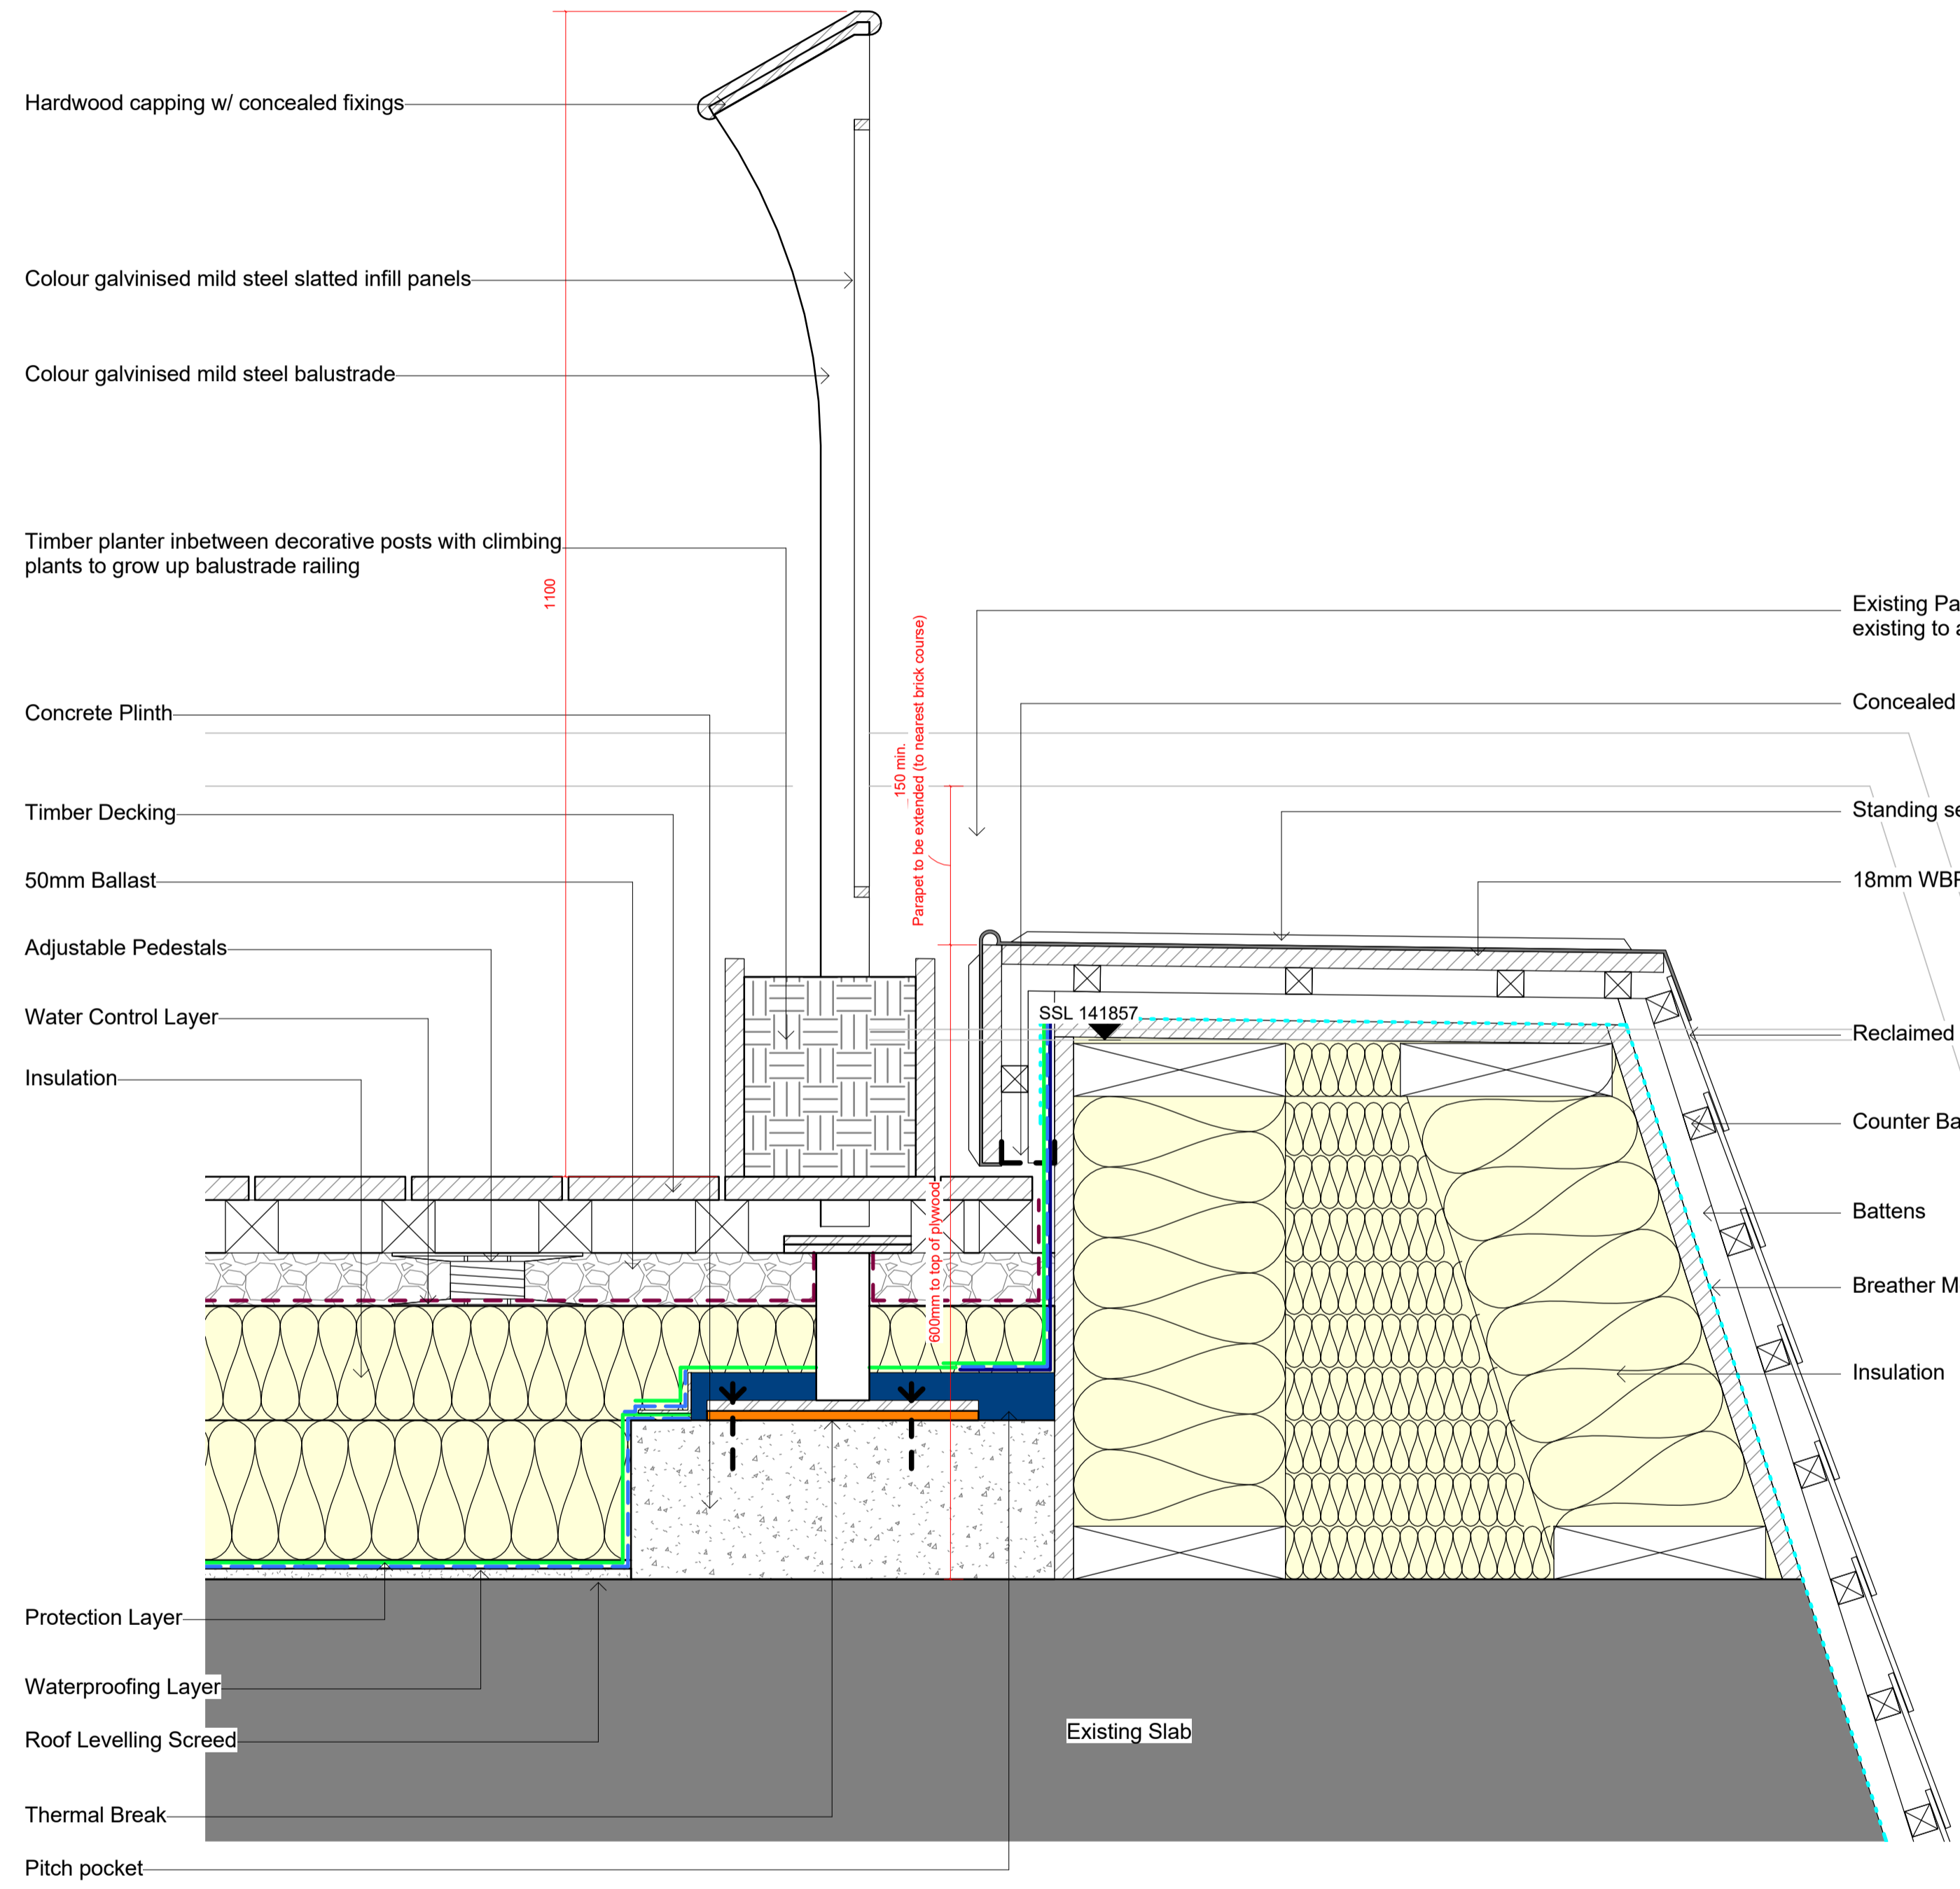 Hardwood capping w/ concealed fixings
Colour galvinised mild steel slatted infill panels
Colour galvinised mild steel balustrade
Timber planter inbetween decorative posts with climbing
plants to grow up balustrade railing
Concrete Plinth
Timber Decking
50mm Ballast
Adjustable Pedestals
Water Control Layer
Insulation
Protection Layer
Waterproofing Layer
Roof Levelling Screed
Thermal Break
Pitch pocket
1100
150 min.
Parapet to be extended (to nearest brick course)
600mm to top of plywood
SSL 141857
Existing Slab
Existing Pa
existing to a
Concealed
Standing se
18mm WBP
Reclaimed
Counter Ba
Battens
Breather M
Insulation